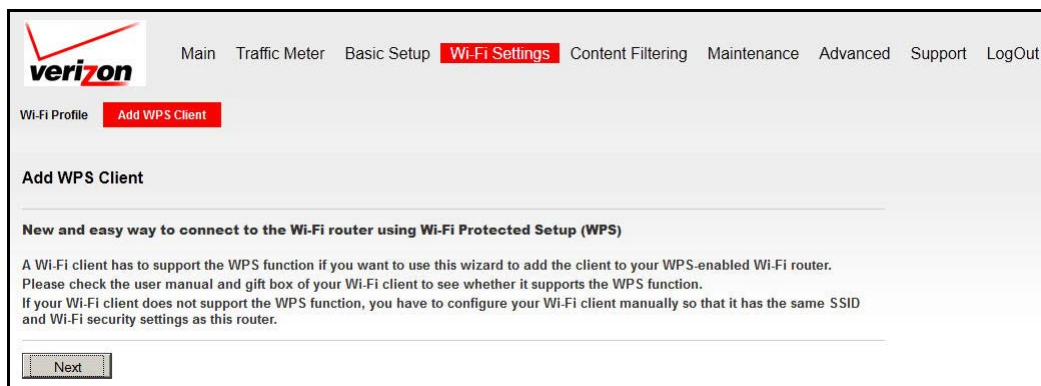 verizon
Main Traffic Meter Basic Setup Wi-Fi Settings Content Filtering Maintenance Advanced Support LogOut
Wi-Fi Profile Add WPS Client
Add WPS Client
New and easy way to connect to the Wi-Fi router using Wi-Fi Protected Setup (WPS)
A Wi-Fi client has to support the WPS function if you want to use this wizard to add the client to your WPS-enabled Wi-Fi router.
Please check the user manual and gift box of your Wi-Fi client to see whether it supports the WPS function.
If your Wi-Fi client does not support the WPS function, you have to configure your Wi-Fi client manually so that it has the same SSID
and Wi-Fi security settings as this router.
Next